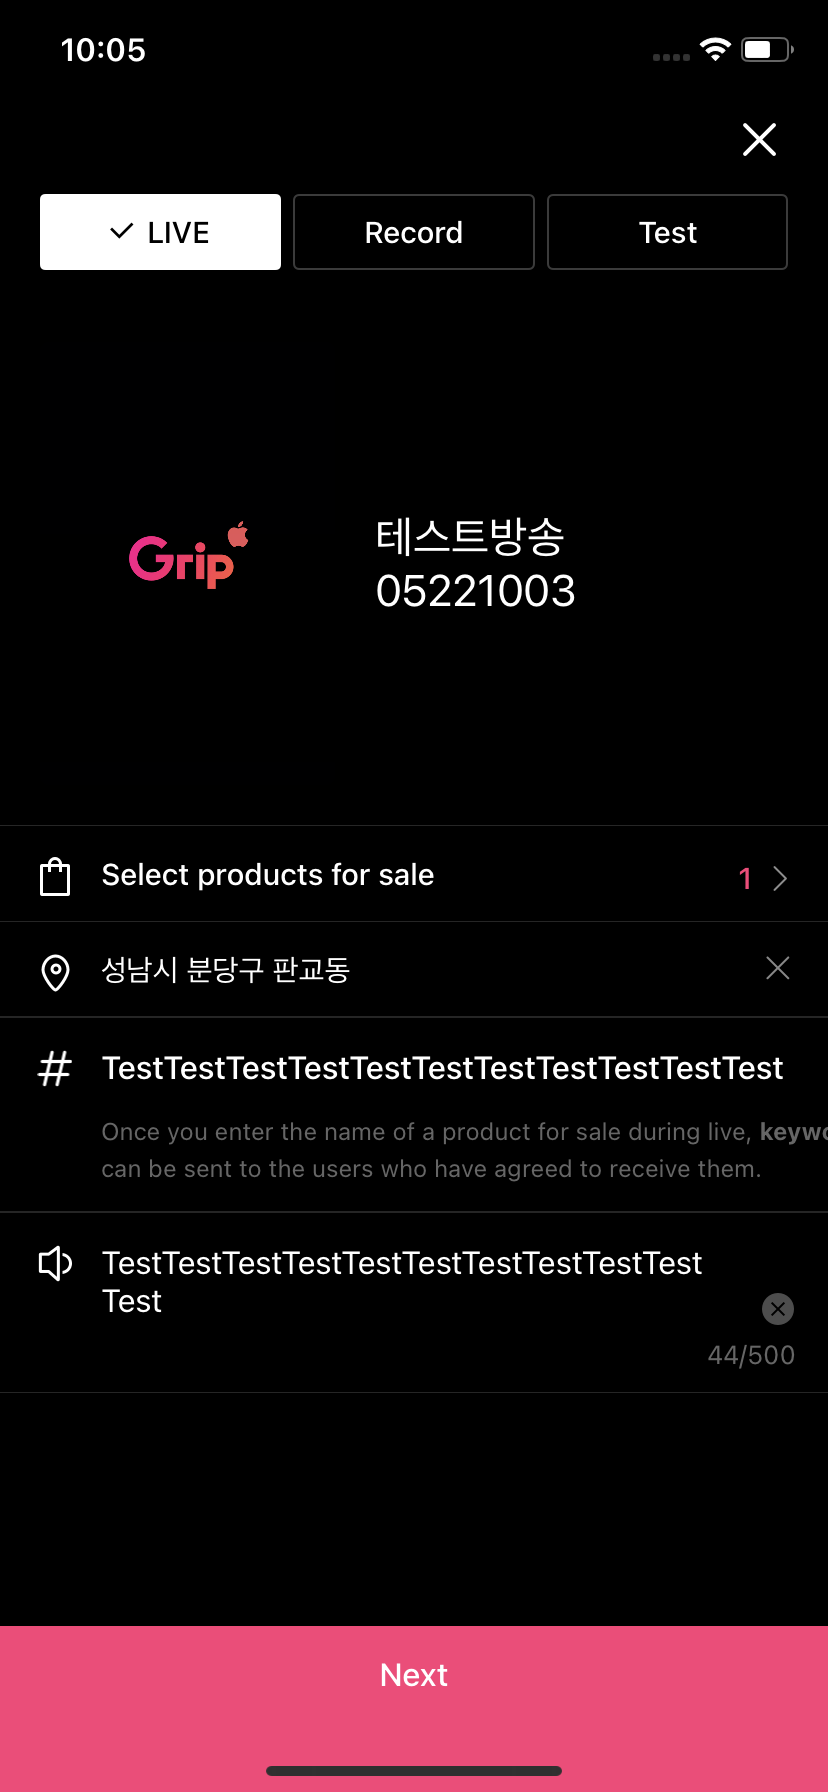 10:05
LIVE
Record
Test
Grip
테스트방송
05221003
Select products for sale
1
성남시 분당구 판교동
# TestTestTestTestTestTestTestTestTestTestTest
Once you enter the name of a product for sale during live, keywo
can be sent to the users who have agreed to receive them.
TestTestTestTestTestTestTestTestTestTest
Test
44/500
Next